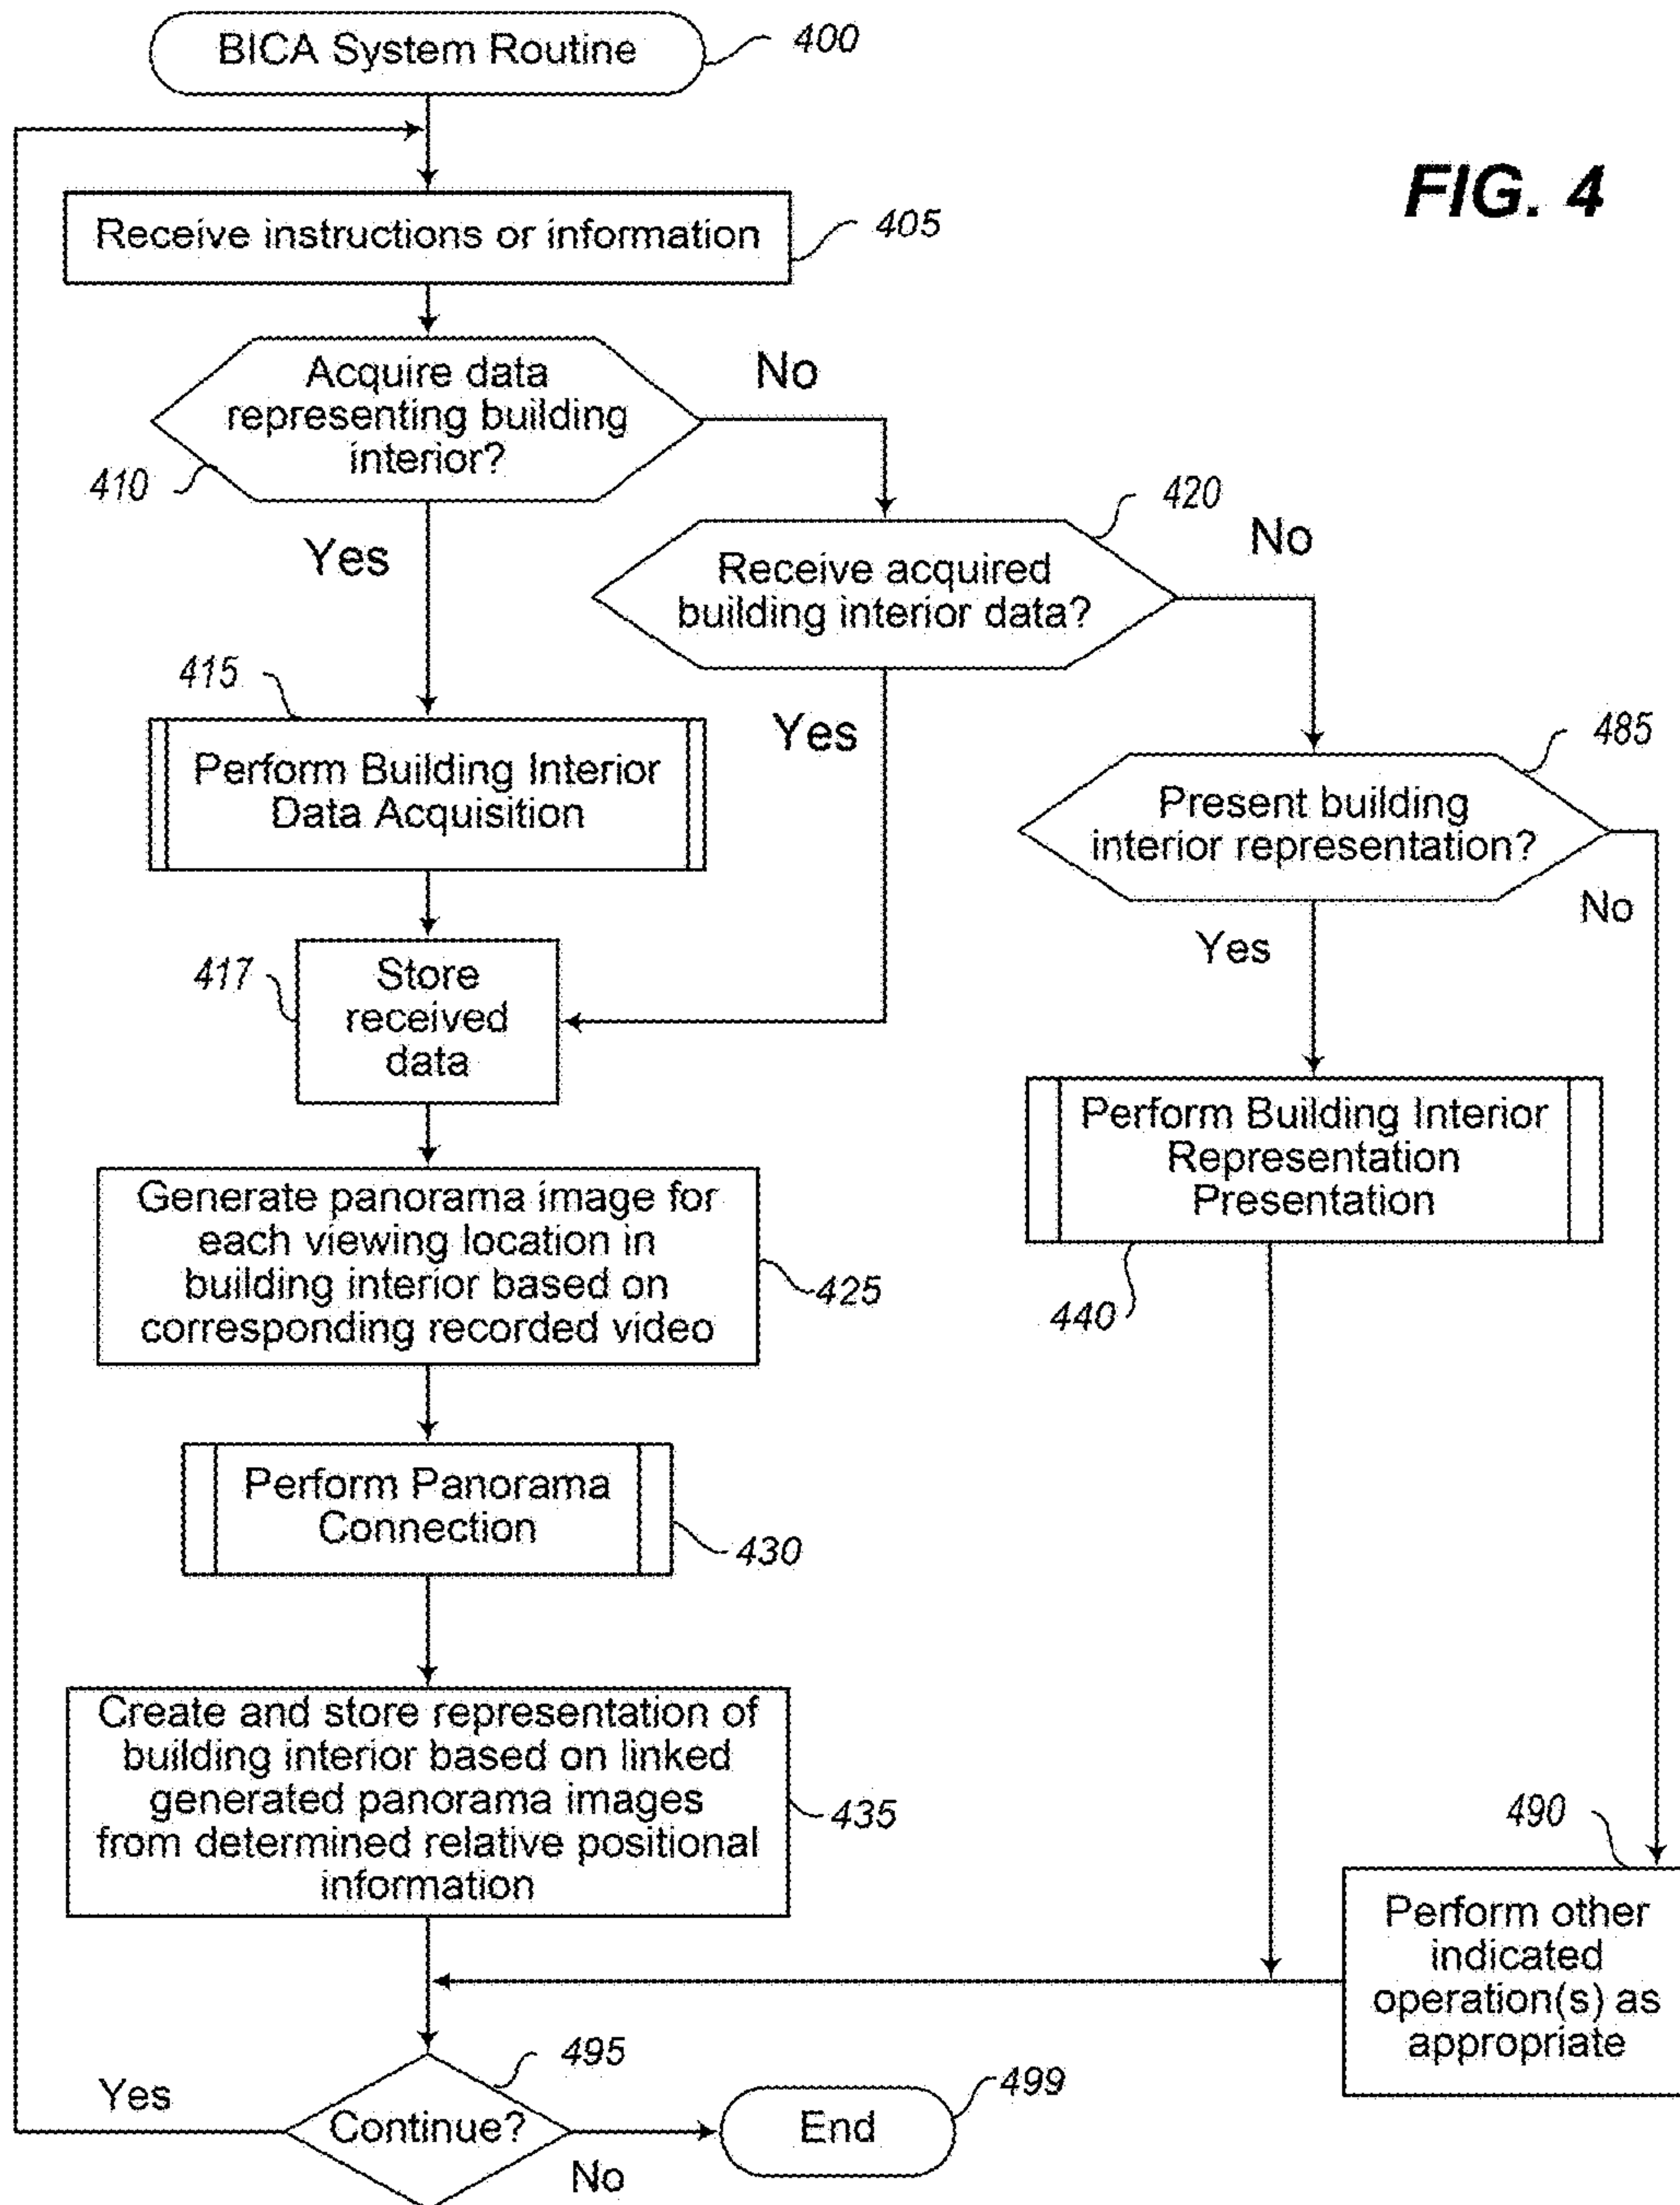 BICA System Routine
400
FIG. 4
Receive instructions or information
405
Acquire data
representing building
interior?
410
No
Yes
420
Receive acquired
building interior data?
No
Yes
415
Perform Building Interior
Data Acquisition
485
Present building
interior representation?
No
Yes
417
Store
received
data
Perform Building Interior
Representation
Presentation
440
Generate panorama image for
each viewing location in
building interior based on
corresponding recorded video
425
Perform Panorama
Connection
430
Create and store representation of
building interior based on linked
generated panorama images
from determined relative positional
information
435
490
Perform other
indicated
operation(s) as
appropriate
495
Yes
Continue?
No
End
499